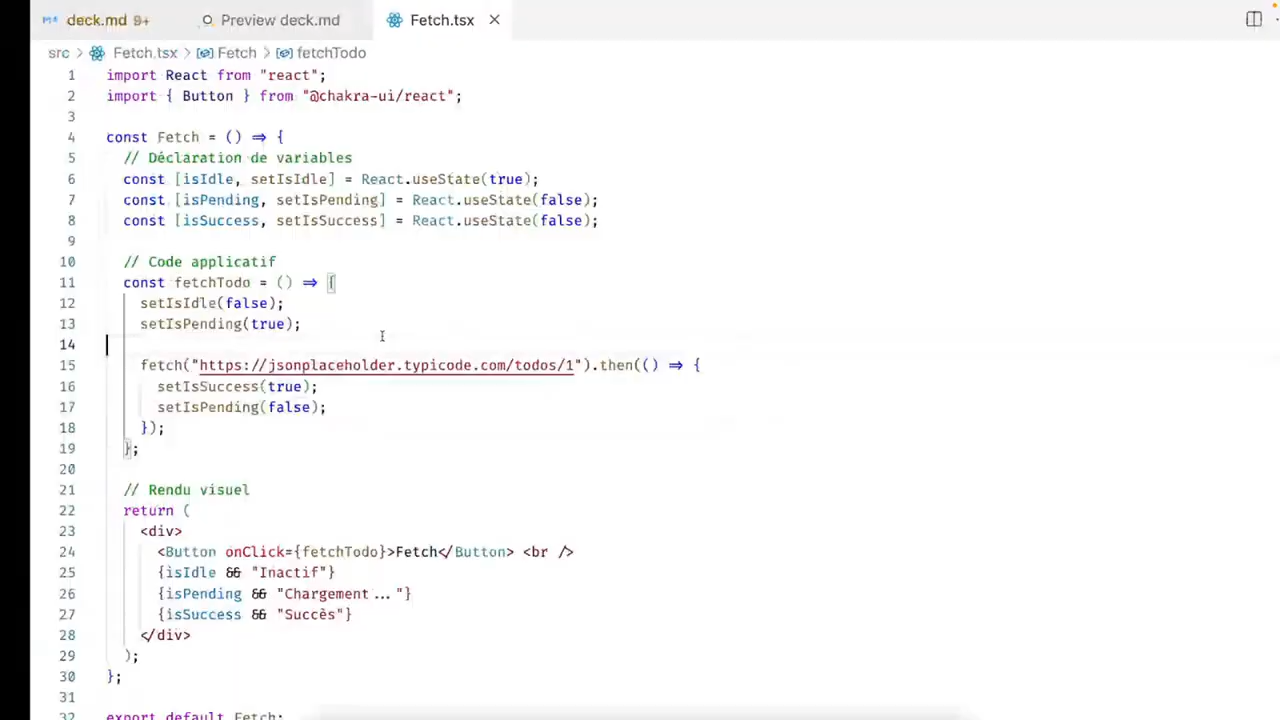 deck.md 9+ Preview deck.md Fetch.tsx
src > Fetch.tsx > Fetch > fetchTodo
1 import React from "react";
2 import { Button } from "@chakra-ui/react";
3
4 const Fetch = () => {
5 // Déclaration de variables
6 const [isIdle, setIsIdle] = React.useState(true);
7 const [isPending, setIsPending] = React.useState(false);
8 const [isSuccess, setIsSuccess] = React.useState(false);
9
10 // Code applicatif
11 const fetchTodo = () => {
12 setIsIdle(false);
13 setIsPending(true);
14
15 fetch("https://jsonplaceholder.typicode.com/todos/1").then(() => {
16 setIsSuccess(true);
17 setIsPending(false);
18 });
19 };
20
21 // Rendu visuel
22 return (
23 <div>
24 <Button onClick={fetchTodo}>Fetch</Button> <br />
25 {isIdle && "Inactif"}
26 {isPending && "Chargement..."}
27 {isSuccess && "Succès"}
28 </div>
29 );
30 };
31
32 export default Fetch;